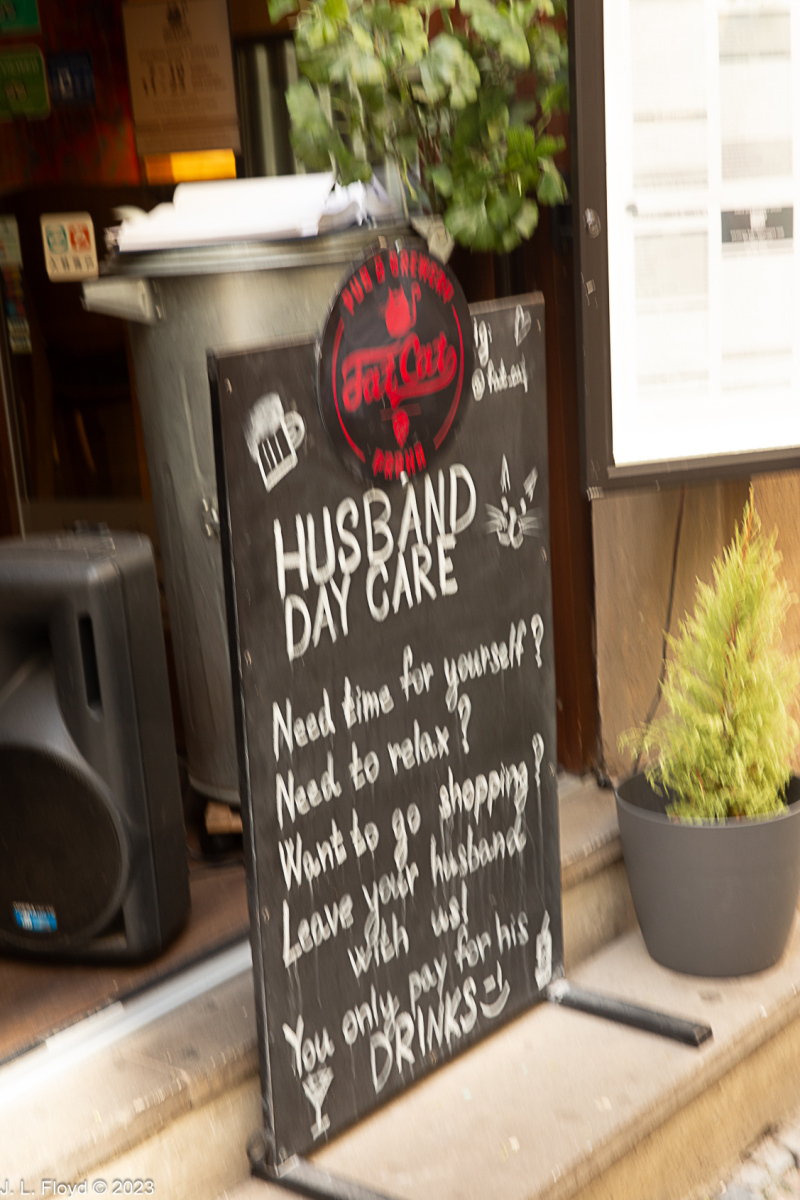 PUB & BREWERY
Fat Cat
PRAHA
ig:
HUSBAND
DAY CARE
Need time for yourself?
Need to relax?
Want to go shopping?
Leave your husband
with us!
You only pay for his
DRINKS
J. L. Floyd © 2023